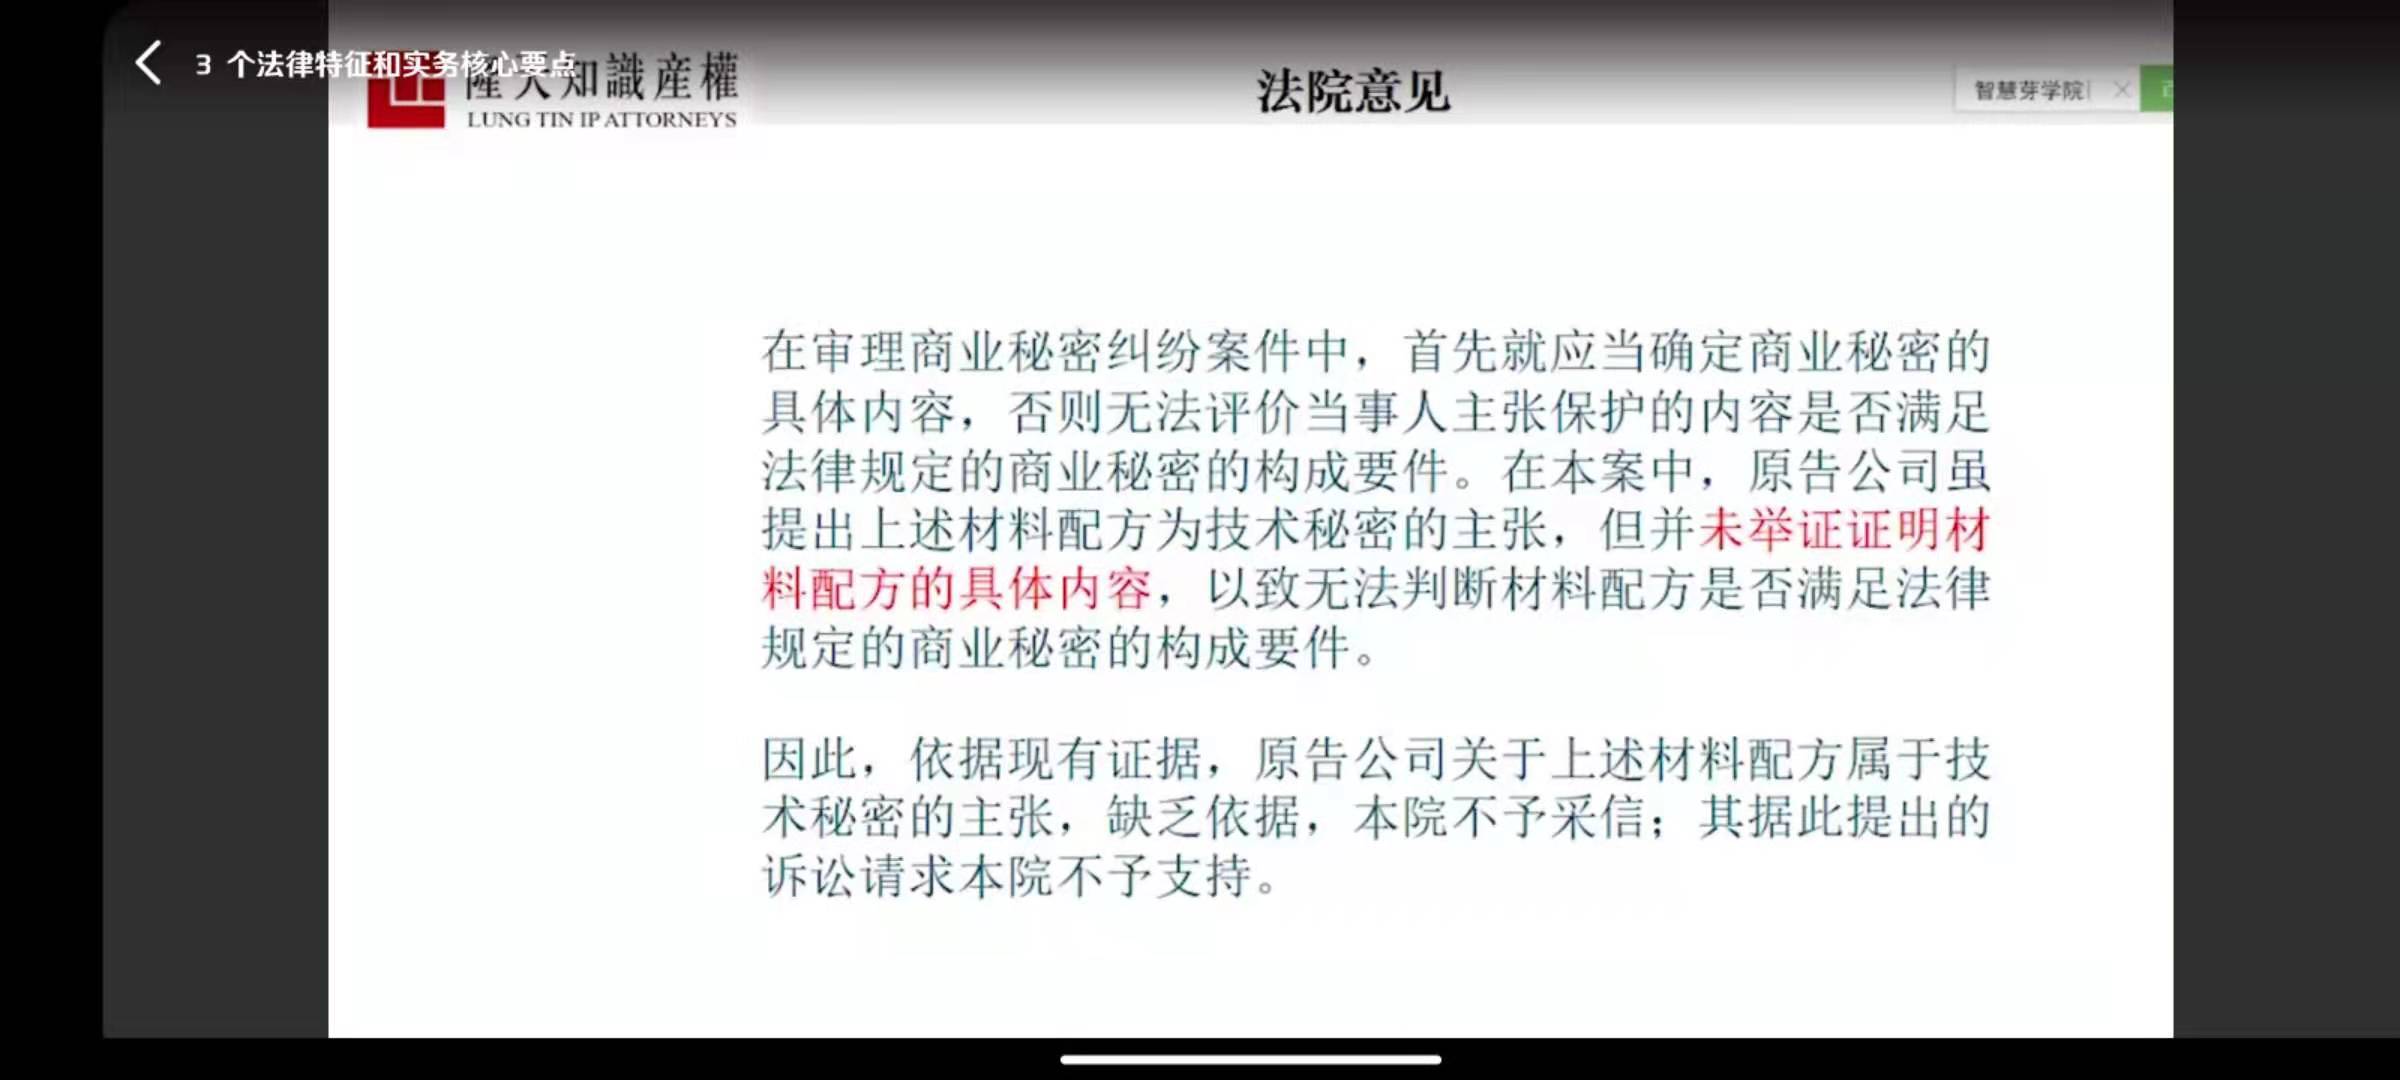 3 个法律特征和实务核心要点
隆天知識産權
LUNG TIN IP ATTORNEYS
法院意见
智慧芽学院
在审理商业秘密纠纷案件中，首先就应当确定商业秘密的
具体内容，否则无法评价当事人主张保护的内容是否满足
法律规定的商业秘密的构成要件。在本案中，原告公司虽
提出上述材料配方为技术秘密的主张，但并未举证证明材
料配方的具体内容，以致无法判断材料配方是否满足法律
规定的商业秘密的构成要件。
因此，依据现有证据，原告公司关于上述材料配方属于技
术秘密的主张，缺乏依据，本院不予采信；其据此提出的
诉讼请求本院不予支持。